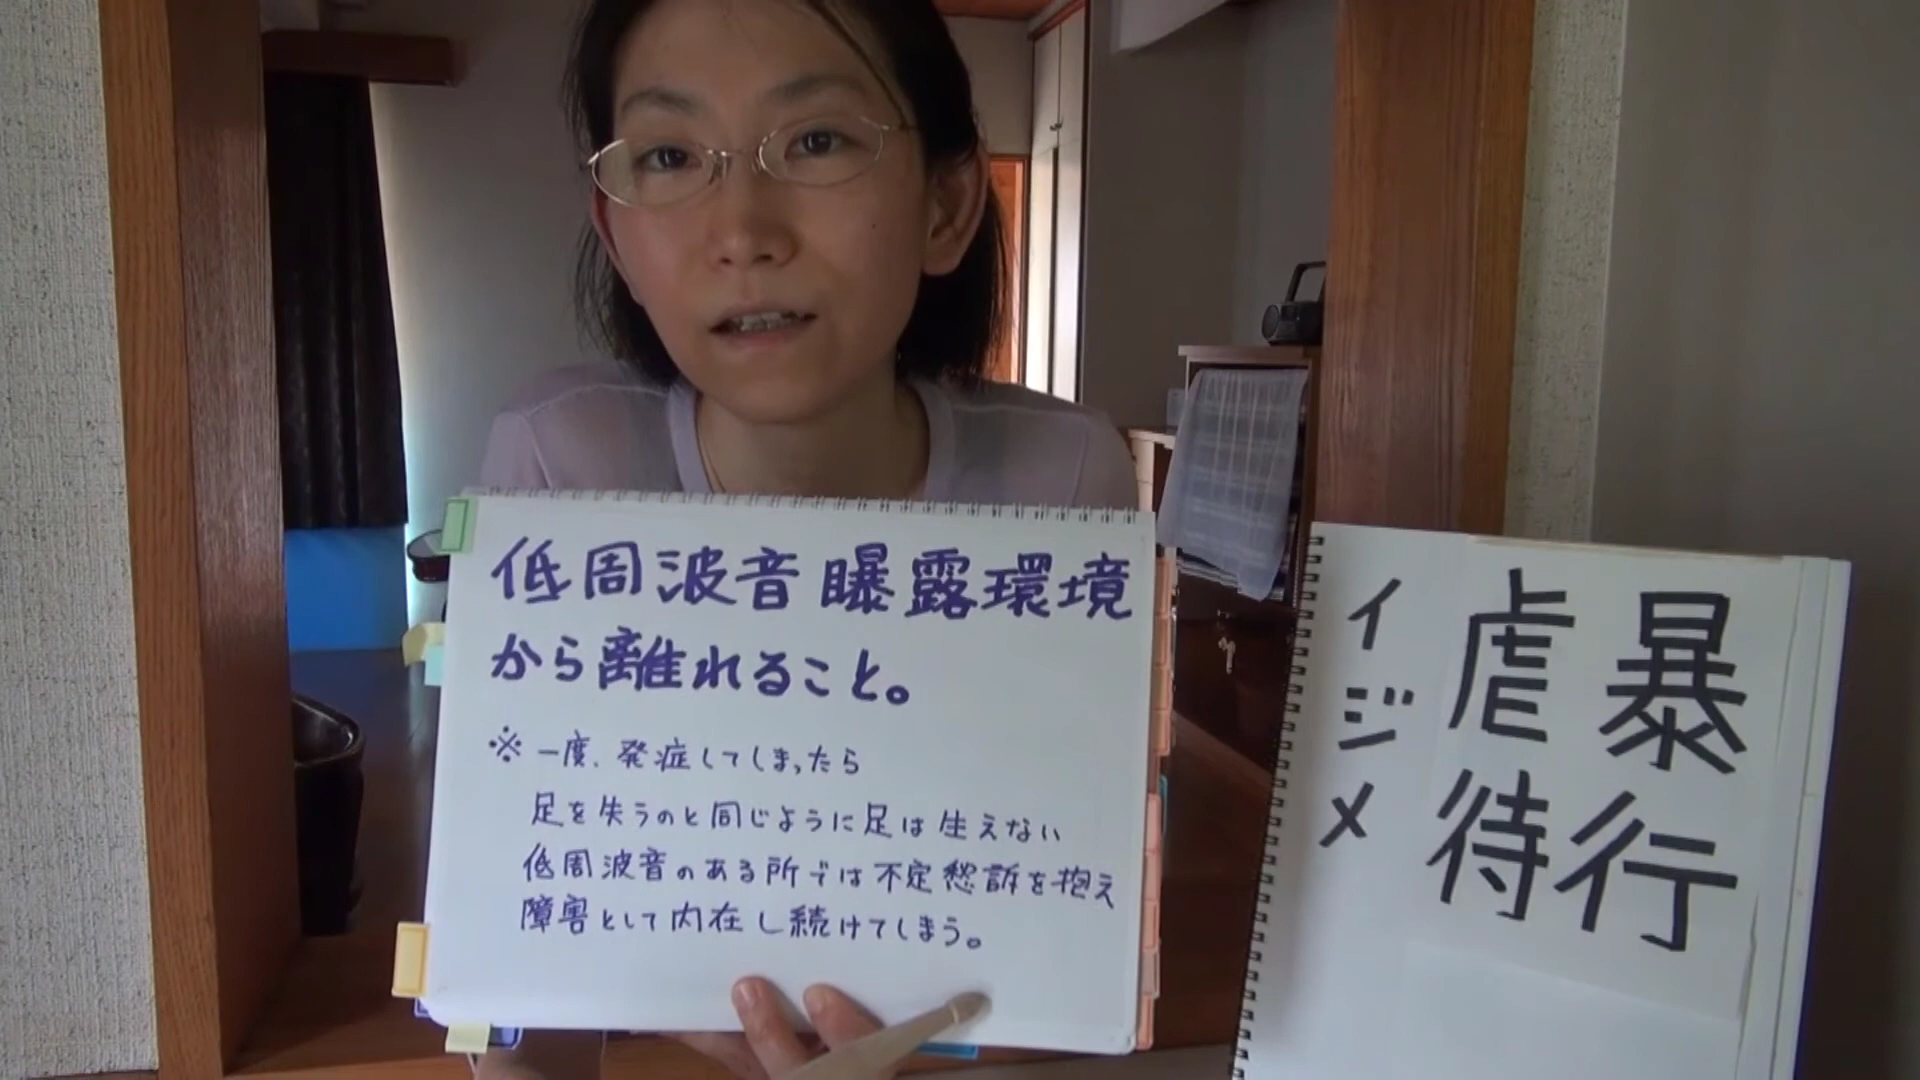 低周波音曝露環境
から離れること。
※一度、発症してしまったら
足を失うのと同じように足は生えない
低周波音のある所では不定愁訴を抱え
障害として内在し続けてしまう。
暴行
虐待
イジメ